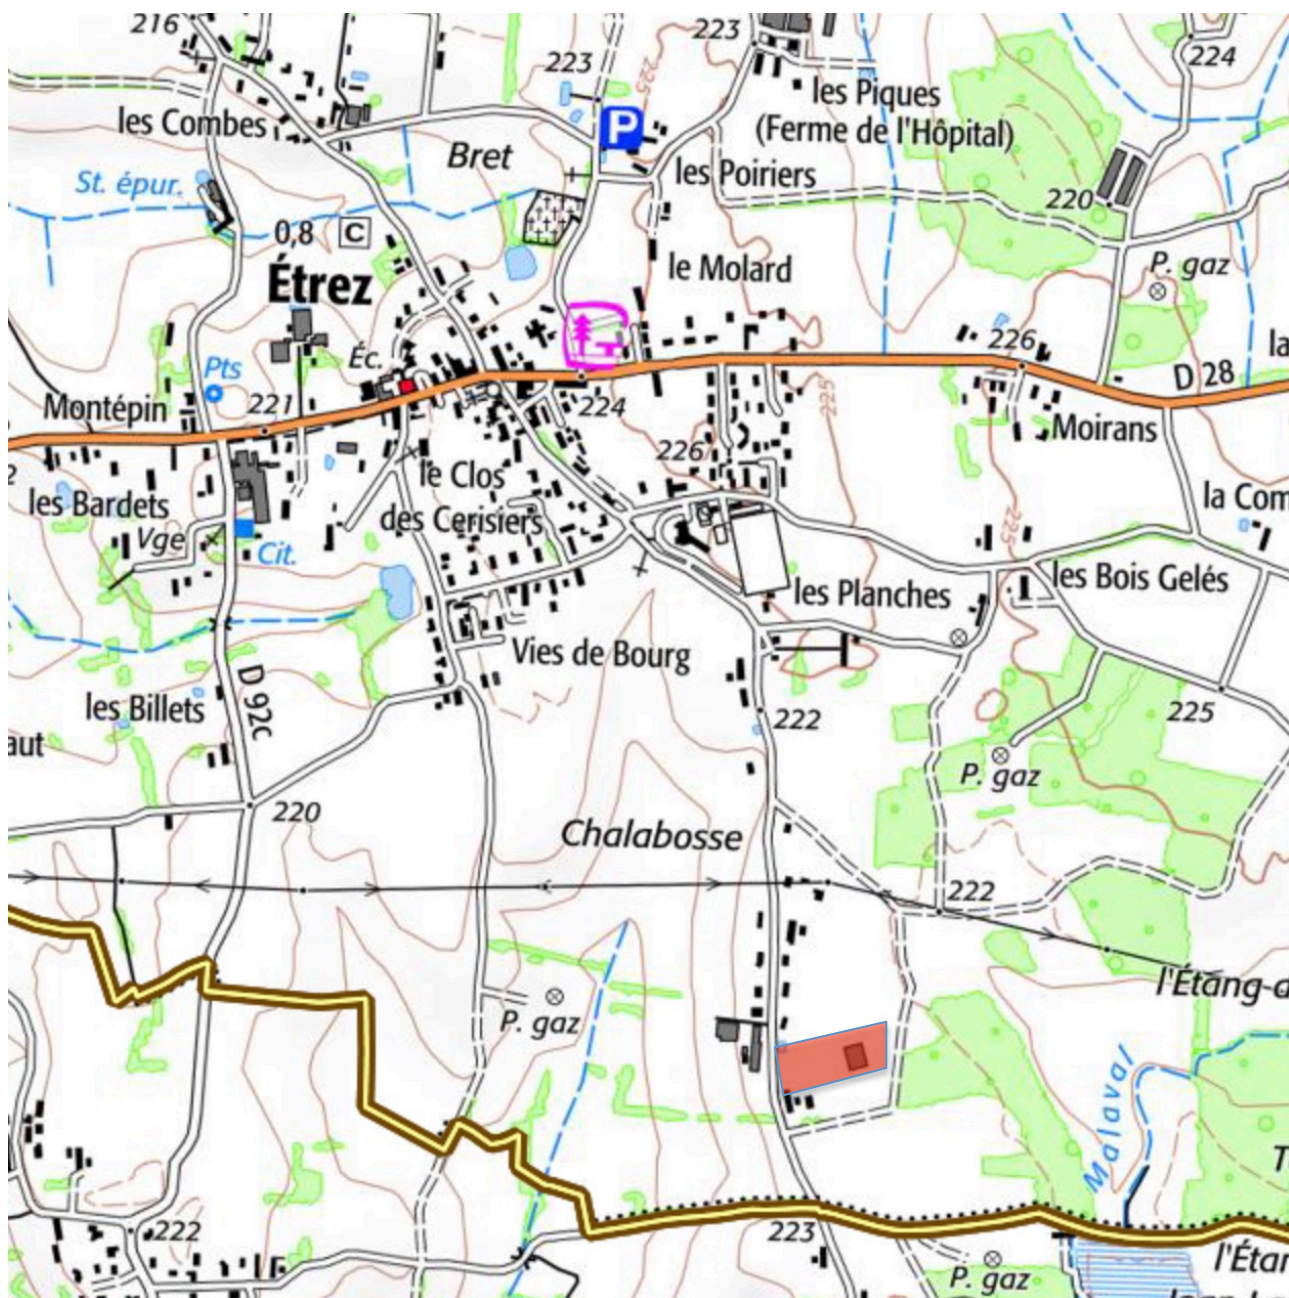 216
223
223
224
les Piques
(Ferme de l'Hôpital)
P
les Combes
Bret
les Poiriers
St. épur.
220
0,8 C
P. gaz
Étrez
le Molard
225
226
la
Éc.
Pts
D 28
Montépin
221
224
225
Moirans
226
le Clos
les Bardets
des Cerisiers
la Com
Vge
Cit.
225
les Planches
les Bois Gelés
Vies de Bourg
D 92c
les Billets
222
225
aut
P. gaz
220
Chalabosse
222
l'Étang-d
P. gaz
Malaval
T
222
223
P. gaz
l'Étan